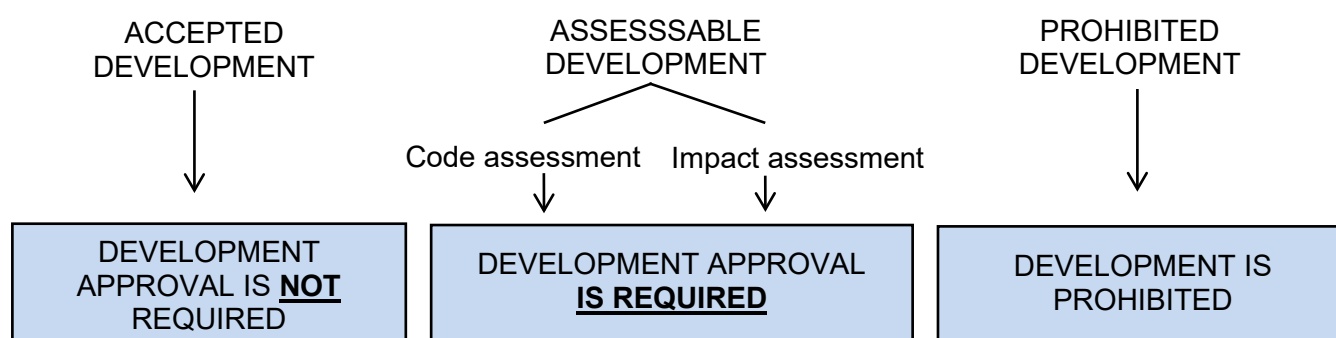 ACCEPTED
DEVELOPMENT
ASSESSSABLE
DEVELOPMENT
PROHIBITED
DEVELOPMENT
Code assessment
Impact assessment
DEVELOPMENT
APPROVAL IS NOT
REQUIRED
DEVELOPMENT APPROVAL
IS REQUIRED
DEVELOPMENT IS
PROHIBITED